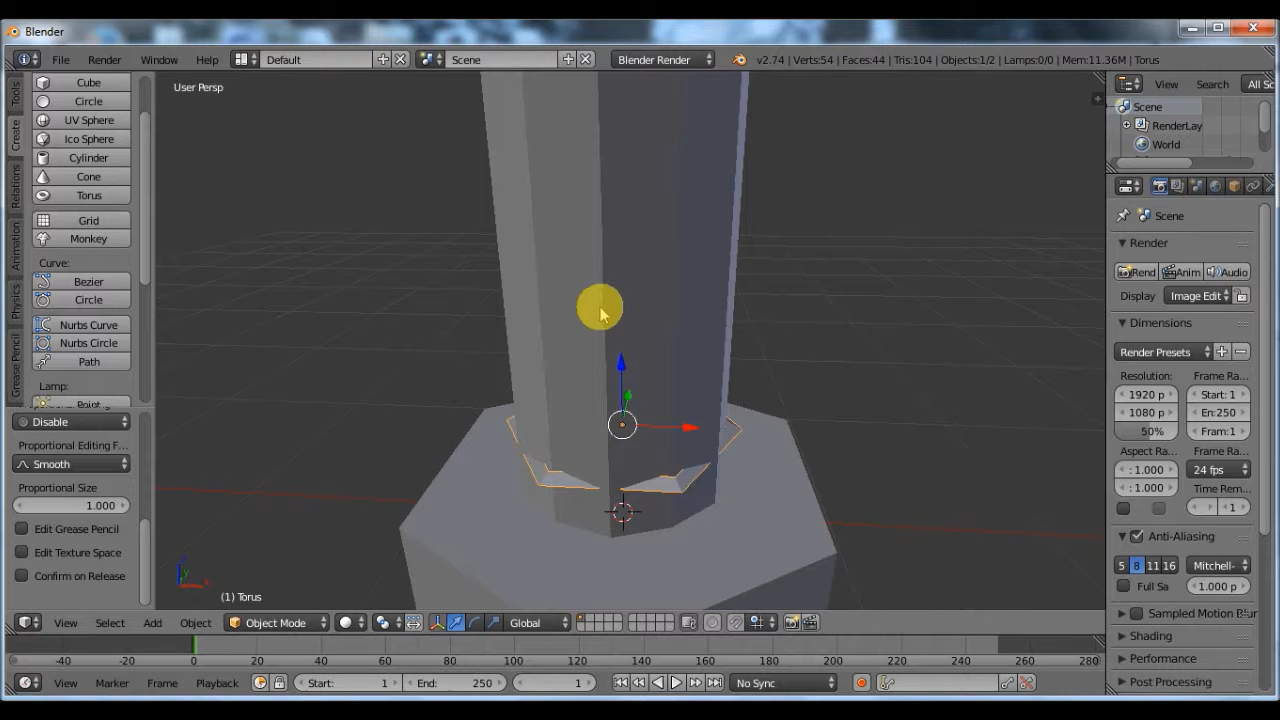 Blender
File Render Window Help Default Scene Blender Render v2.74 | Verts:54 | Faces:44 | Tris:104 | Objects:1/2 | Lamps:0/0 | Mem:11.36M | Torus
Tools
Create
Relations
Animation
Physics
Grease Pencil
Cube
Circle
UV Sphere
Ico Sphere
Cylinder
Cone
Torus
Grid
Monkey
Curve:
Bezier
Circle
Nurbs Curve
Nurbs Circle
Path
Lamp:
Point
Disable
Proportional Editing F...
Smooth
Proportional Size
1.000
Edit Grease Pencil
Edit Texture Space
Confirm on Release
User Persp
(1) Torus
View Search All Sc
Scene
RenderLay
World
Scene
Render
Rend Anim Audio
Display Image Edit
Dimensions
Render Presets
Resolution: Frame Ra...
1920 p Start: 1
1080 p En:250
50% Fram:1
Aspect Ra... Frame Ra...
: 1.000 24 fps
: 1.000 Time Rem...
1
Anti-Aliasing
5 8 11 16 Mitchell-
Full Sa 1.000 p
Sampled Motion Blur
Shading
Performance
Post Processing
View Select Add Object Object Mode Global
-40 -20 0 20 40 60 80 100 120 140 160 180 200 220 240 260 280
View Marker Frame Playback Start: 1 End: 250 1 No Sync